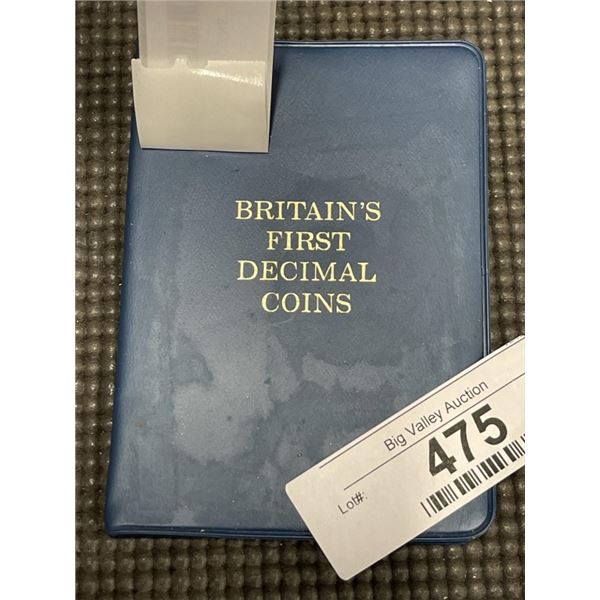 BRITAIN'S
FIRST
DECIMAL
COINS
Big Valley Auction
Lot#:
475